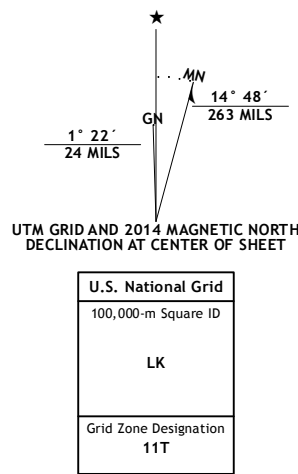 ★
MN
GN
14° 48´
263 MILS
1° 22´
24 MILS
UTM GRID AND 2014 MAGNETIC NORTH
DECLINATION AT CENTER OF SHEET
U.S. National Grid
100,000-m Square ID
LK
Grid Zone Designation
11T